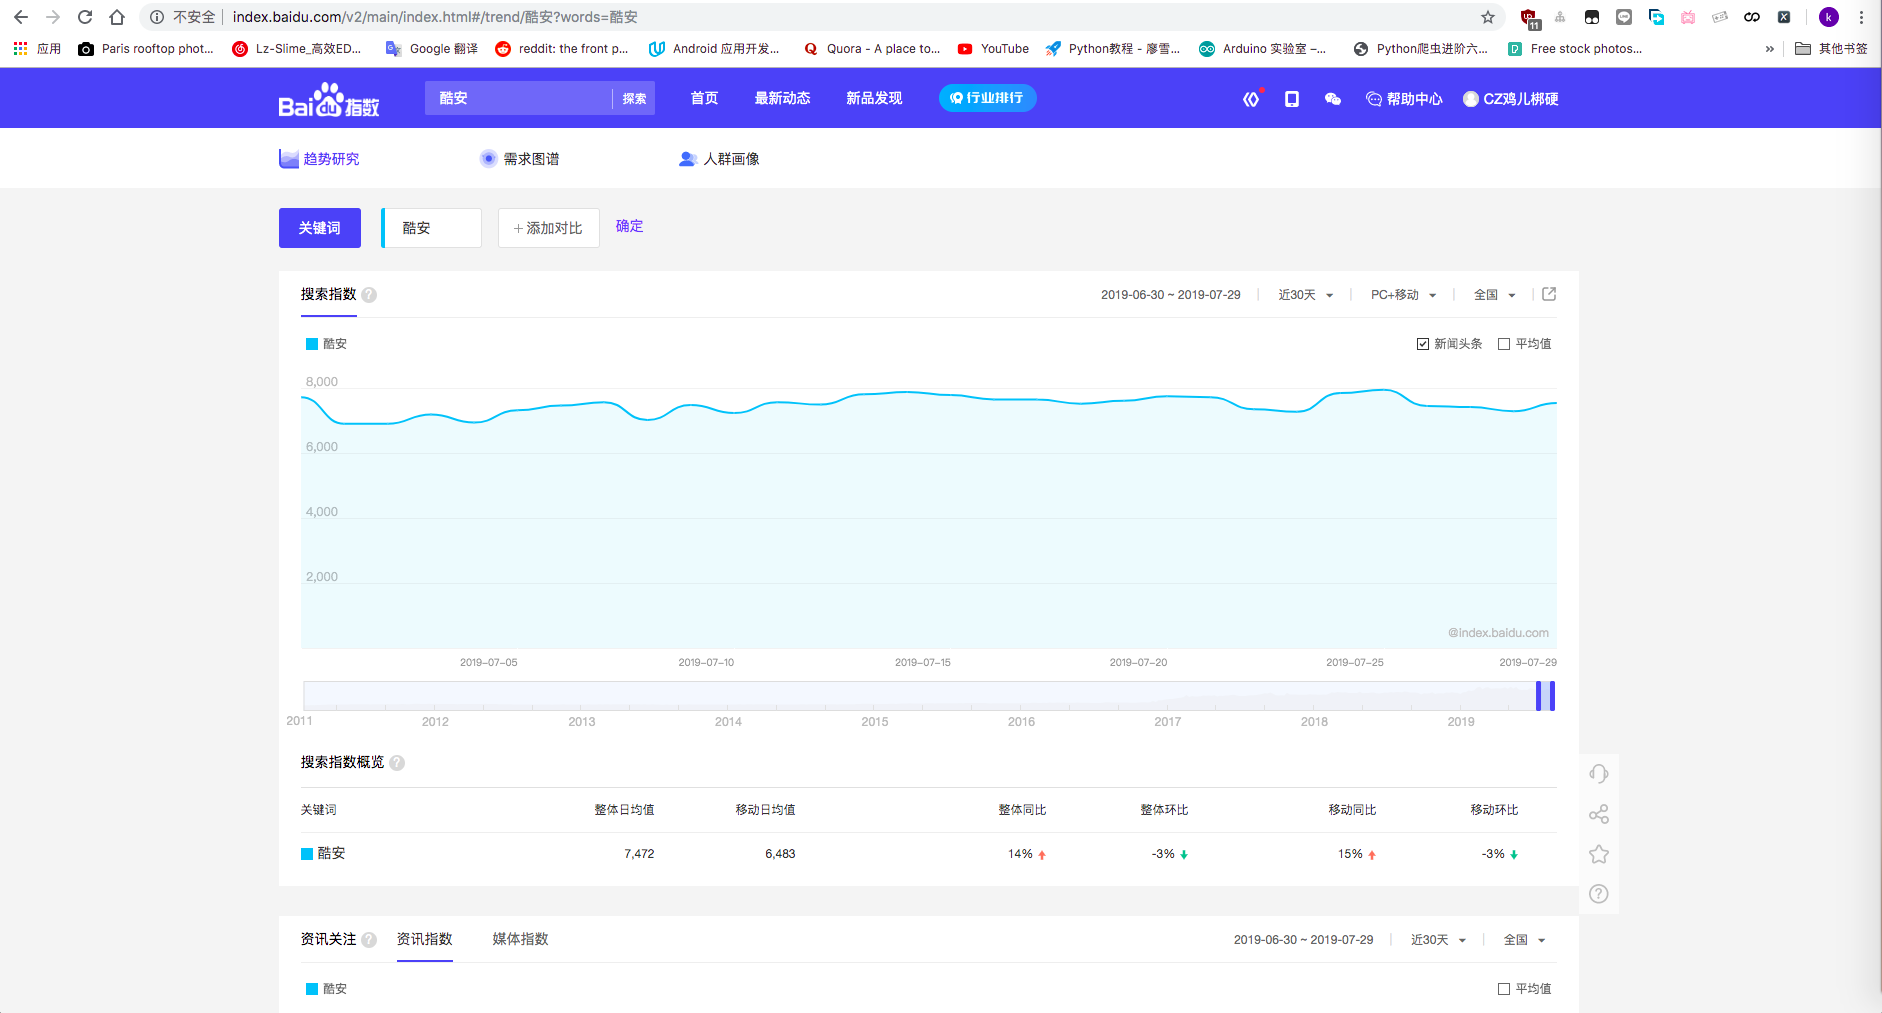 不安全 index.baidu.com/v2/main/index.html#/trend/酷安?words=酷安 11 k
应用 Paris rooftop phot... Lz-Slime_高效ED... Google 翻译 reddit: the front p... Android 应用开发... Quora - A place to... YouTube Python教程 - 廖雪... Arduino 实验室 –... Python爬虫进阶六... Free stock photos... » 其他书签
Bai du 指数 酷安 探索 首页 最新动态 新品发现 行业排行 帮助中心 CZ鸡儿梆硬
趋势研究 需求图谱 人群画像
关键词 酷安 + 添加对比 确定
搜索指数 ? 2019-06-30 ~ 2019-07-29 近30天 PC+移动 全国
酷安 新闻头条 平均值
8,000
6,000
4,000
2,000
@index.baidu.com
2019-07-05 2019-07-10 2019-07-15 2019-07-20 2019-07-25 2019-07-29
2011 2012 2013 2014 2015 2016 2017 2018 2019
搜索指数概览 ?
关键词 整体日均值 移动日均值 整体同比 整体环比 移动同比 移动环比
酷安 7,472 6,483 14% -3% 15% -3%
?
资讯关注 ? 资讯指数 媒体指数 2019-06-30 ~ 2019-07-29 近30天 全国
酷安 平均值